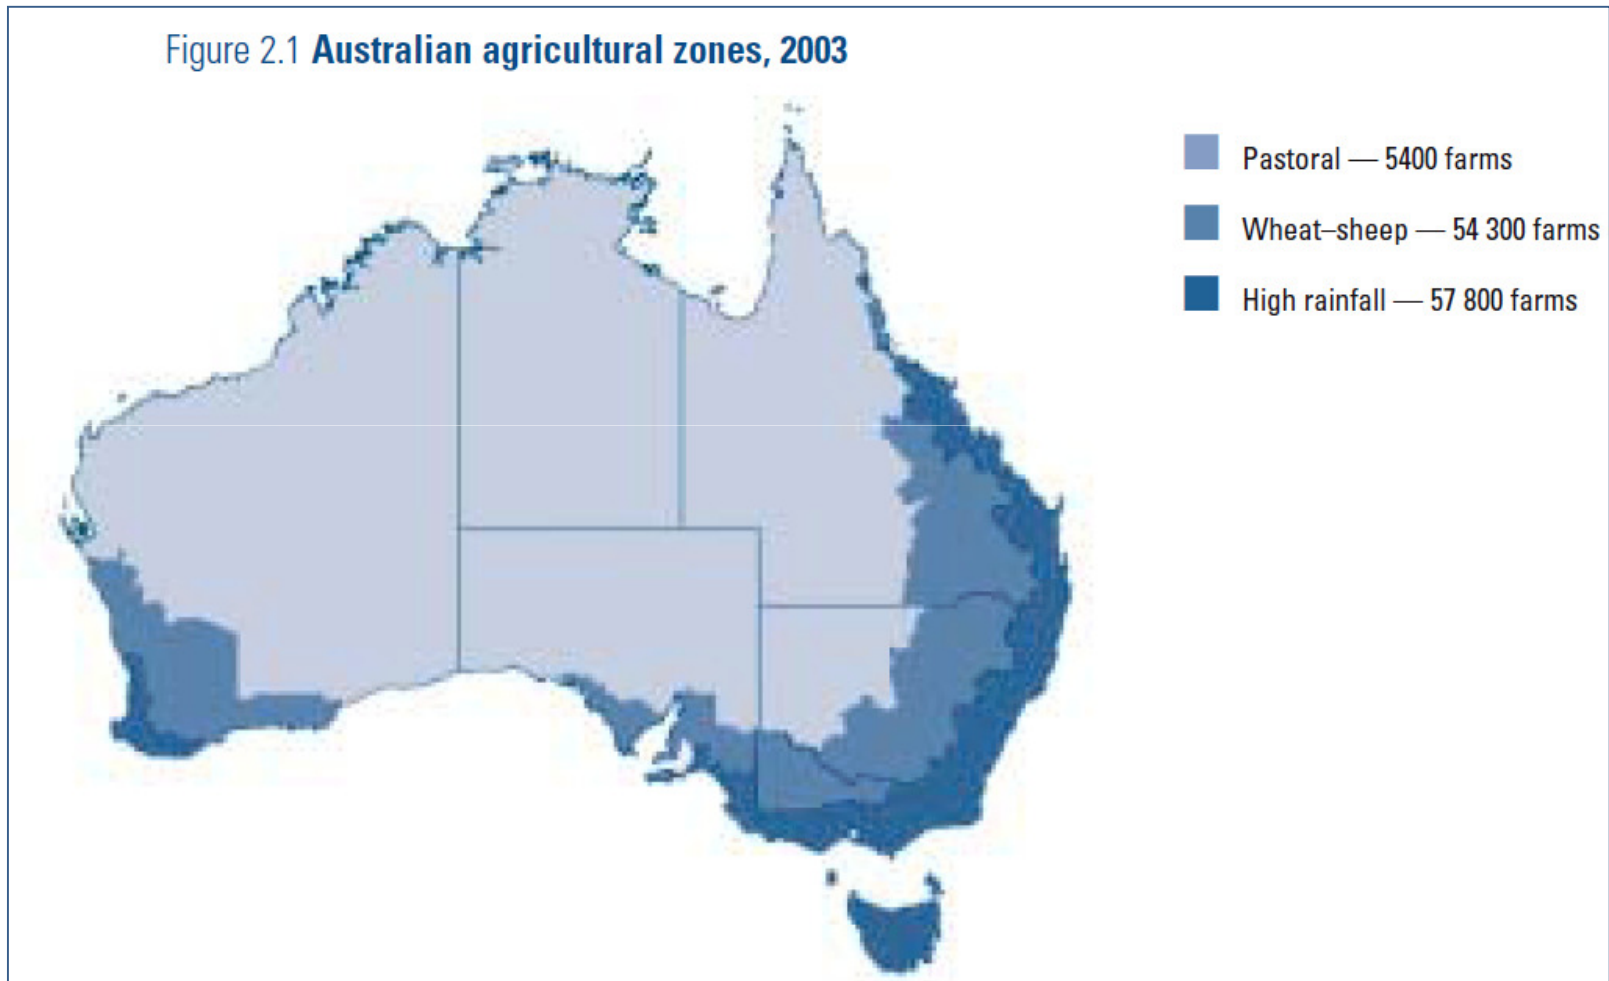 Figure 2.1 Australian agricultural zones, 2003
Pastoral — 5400 farms
Wheat–sheep — 54 300 farms
High rainfall — 57 800 farms